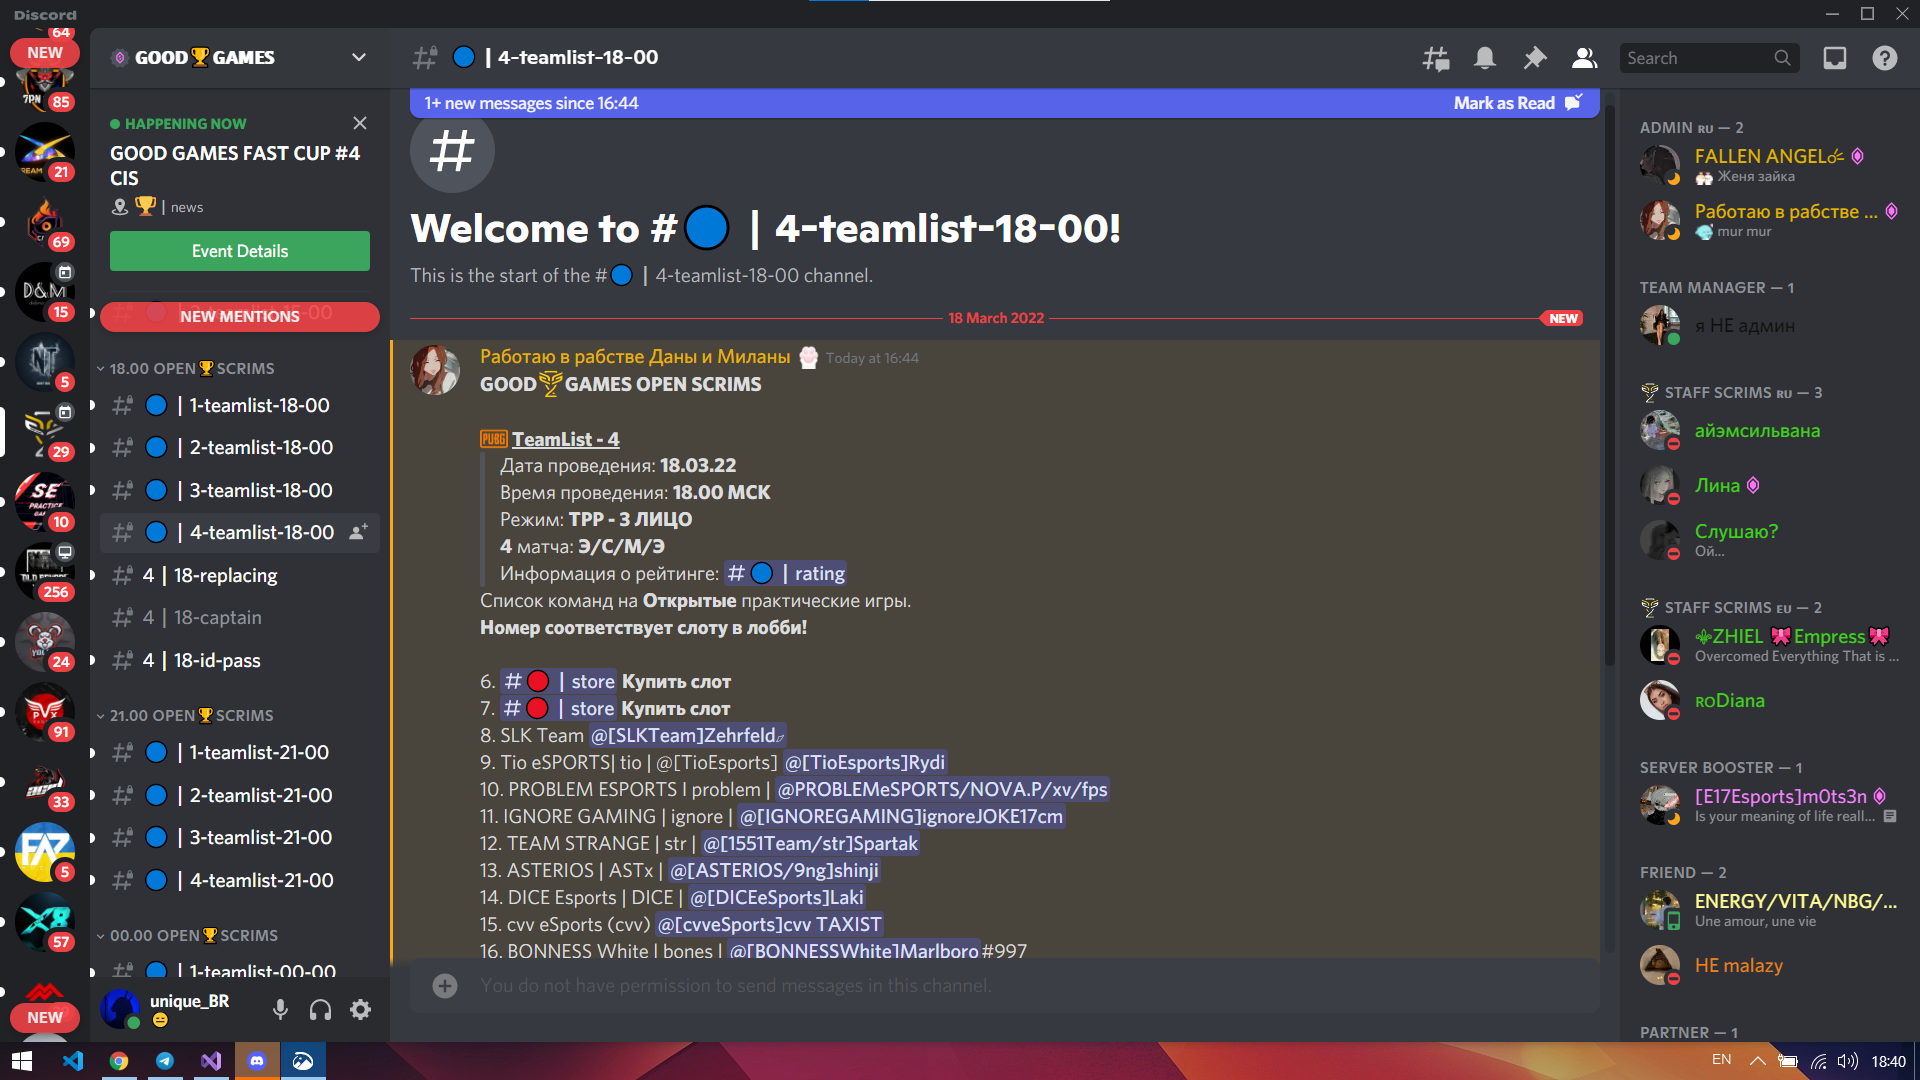 Discord
64
NEW
7PN
85
21
69
D&M
15
NT
5
29
SE
PRACTICE
10
256
24
PVX
91
33
FAZ
5
X8
57
NEW
GOOD🏆GAMES
HAPPENING NOW
GOOD GAMES FAST CUP #4
CIS
🏆 | news
Event Details
NEW MENTIONS
18.00 OPEN🏆SCRIMS
🔵 | 1-teamlist-18-00
🔵 | 2-teamlist-18-00
🔵 | 3-teamlist-18-00
🔵 | 4-teamlist-18-00
4 | 18-replacing
4 | 18-captain
4 | 18-id-pass
21.00 OPEN🏆SCRIMS
🔵 | 1-teamlist-21-00
🔵 | 2-teamlist-21-00
🔵 | 3-teamlist-21-00
🔵 | 4-teamlist-21-00
00.00 OPEN🏆SCRIMS
🔵 | 1-teamlist-00-00
unique_BR
🔵 | 4-teamlist-18-00
Search
1+ new messages since 16:44
Mark as Read
Welcome to #🔵 | 4-teamlist-18-00!
This is the start of the #🔵 | 4-teamlist-18-00 channel.
18 March 2022
NEW
Работаю в рабстве Даны и Миланы Today at 16:44
GOOD🏆GAMES OPEN SCRIMS
PUBG TeamList - 4
Дата проведения: 18.03.22
Время проведения: 18.00 МСК
Режим: TPP - 3 ЛИЦО
4 матча: Э/С/М/Э
Информация о рейтинге: #🔵 | rating
Список команд на Открытые практические игры.
Номер соответствует слоту в лобби!
6. #🔴 | store Купить слот
7. #🔴 | store Купить слот
8. SLK Team @[SLKTeam]Zehrfeld
9. Tio eSPORTS| tio | @[TioEsports] @[TioEsports]Rydi
10. PROBLEM ESPORTS I problem | @PROBLEMeSPORTS/NOVA.P/xv/fps
11. IGNORE GAMING | ignore | @[IGNOREGAMING]ignoreJOKE17cm
12. TEAM STRANGE | str | @[1551Team/str]Spartak
13. ASTERIOS | ASTx | @[ASTERIOS/9ng]shinji
14. DICE Esports | DICE | @[DICEeSports]Laki
15. cvv eSports (cvv) @[cvveSports]cvv TAXIST
16. BONNESS White | bones | @[BONNESSWhite]Marlboro#997
You do not have permission to send messages in this channel.
ADMIN RU — 2
FALLEN ANGEL
Женя зайка
Работаю в рабстве ...
mur mur
TEAM MANAGER — 1
я НЕ админ
STAFF SCRIMS RU — 3
айэмсильвана
Лина
Слушаю?
Ой...
STAFF SCRIMS EU — 2
⚜ZHIEL 🎀Empress🎀
Overcomed Everything That is ...
RODiana
SERVER BOOSTER — 1
[E17Esports]m0ts3n
Is your meaning of life reall...
FRIEND — 2
ENERGY/VITA/NBG/...
Une amour, une vie
НЕ malazy
PARTNER — 1
EN
18:40